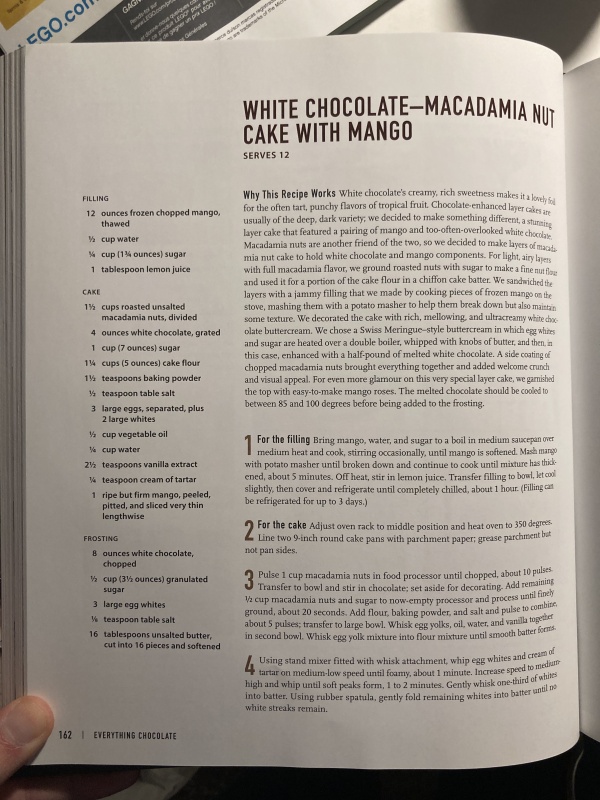 LEGO.com
WHITE CHOCOLATE—MACADAMIA NUT
CAKE WITH MANGO
SERVES 12
FILLING
12 ounces frozen chopped mango,
thawed
½ cup water
¼ cup (1¾ ounces) sugar
1 tablespoon lemon juice
CAKE
1½ cups roasted unsalted
macadamia nuts, divided
4 ounces white chocolate, grated
1 cup (7 ounces) sugar
1¼ cups (5 ounces) cake flour
1½ teaspoons baking powder
½ teaspoon table salt
3 large eggs, separated, plus
2 large whites
½ cup vegetable oil
¼ cup water
2½ teaspoons vanilla extract
¼ teaspoon cream of tartar
1 ripe but firm mango, peeled,
pitted, and sliced very thin
lengthwise
FROSTING
8 ounces white chocolate,
chopped
½ cup (3½ ounces) granulated
sugar
3 large egg whites
⅛ teaspoon table salt
16 tablespoons unsalted butter,
cut into 16 pieces and softened
Why This Recipe Works White chocolate's creamy, rich sweetness makes it a lovely foil
for the often tart, punchy flavors of tropical fruit. Chocolate-enhanced layer cakes are
usually of the deep, dark variety; we decided to make something different, a stunning
layer cake that featured a pairing of mango and too-often-overlooked white chocolate.
Macadamia nuts are another friend of the two, so we decided to make layers of macada-
mia nut cake to hold white chocolate and mango components. For light, airy layers
with full macadamia flavor, we ground roasted nuts with sugar to make a fine nut flour
and used it for a portion of the cake flour in a chiffon cake batter. We sandwiched the
layers with a jammy filling that we made by cooking pieces of frozen mango on the
stove, mashing them with a potato masher to help them break down but also maintain
some texture. We decorated the cake with rich, mellowing, and ultracreamy white choc-
olate buttercream. We chose a Swiss Meringue–style buttercream in which egg whites
and sugar are heated over a double boiler, whipped with knobs of butter, and then, in
this case, enhanced with a half-pound of melted white chocolate. A side coating of
chopped macadamia nuts brought everything together and added welcome crunch
and visual appeal. For even more glamour on this very special layer cake, we garnished
the top with easy-to-make mango roses. The melted chocolate should be cooled to
between 85 and 100 degrees before being added to the frosting.
1 For the filling Bring mango, water, and sugar to a boil in medium saucepan over
medium heat and cook, stirring occasionally, until mango is softened. Mash mango
with potato masher until broken down and continue to cook until mixture has thick-
ened, about 5 minutes. Off heat, stir in lemon juice. Transfer filling to bowl, let cool
slightly, then cover and refrigerate until completely chilled, about 1 hour. (Filling can
be refrigerated for up to 3 days.)
2 For the cake Adjust oven rack to middle position and heat oven to 350 degrees.
Line two 9-inch round cake pans with parchment paper; grease parchment but
not pan sides.
3 Pulse 1 cup macadamia nuts in food processor until chopped, about 10 pulses.
Transfer to bowl and stir in chocolate; set aside for decorating. Add remaining
½ cup macadamia nuts and sugar to now-empty processor and process until finely
ground, about 20 seconds. Add flour, baking powder, and salt and pulse to combine,
about 5 pulses; transfer to large bowl. Whisk egg yolks, oil, water, and vanilla together
in second bowl. Whisk egg yolk mixture into flour mixture until smooth batter forms.
4 Using stand mixer fitted with whisk attachment, whip egg whites and cream of
tartar on medium-low speed until foamy, about 1 minute. Increase speed to medium-
high and whip until soft peaks form, 1 to 2 minutes. Gently whisk one-third of whites
into batter. Using rubber spatula, gently fold remaining whites into batter until no
white streaks remain.
162 | EVERYTHING CHOCOLATE